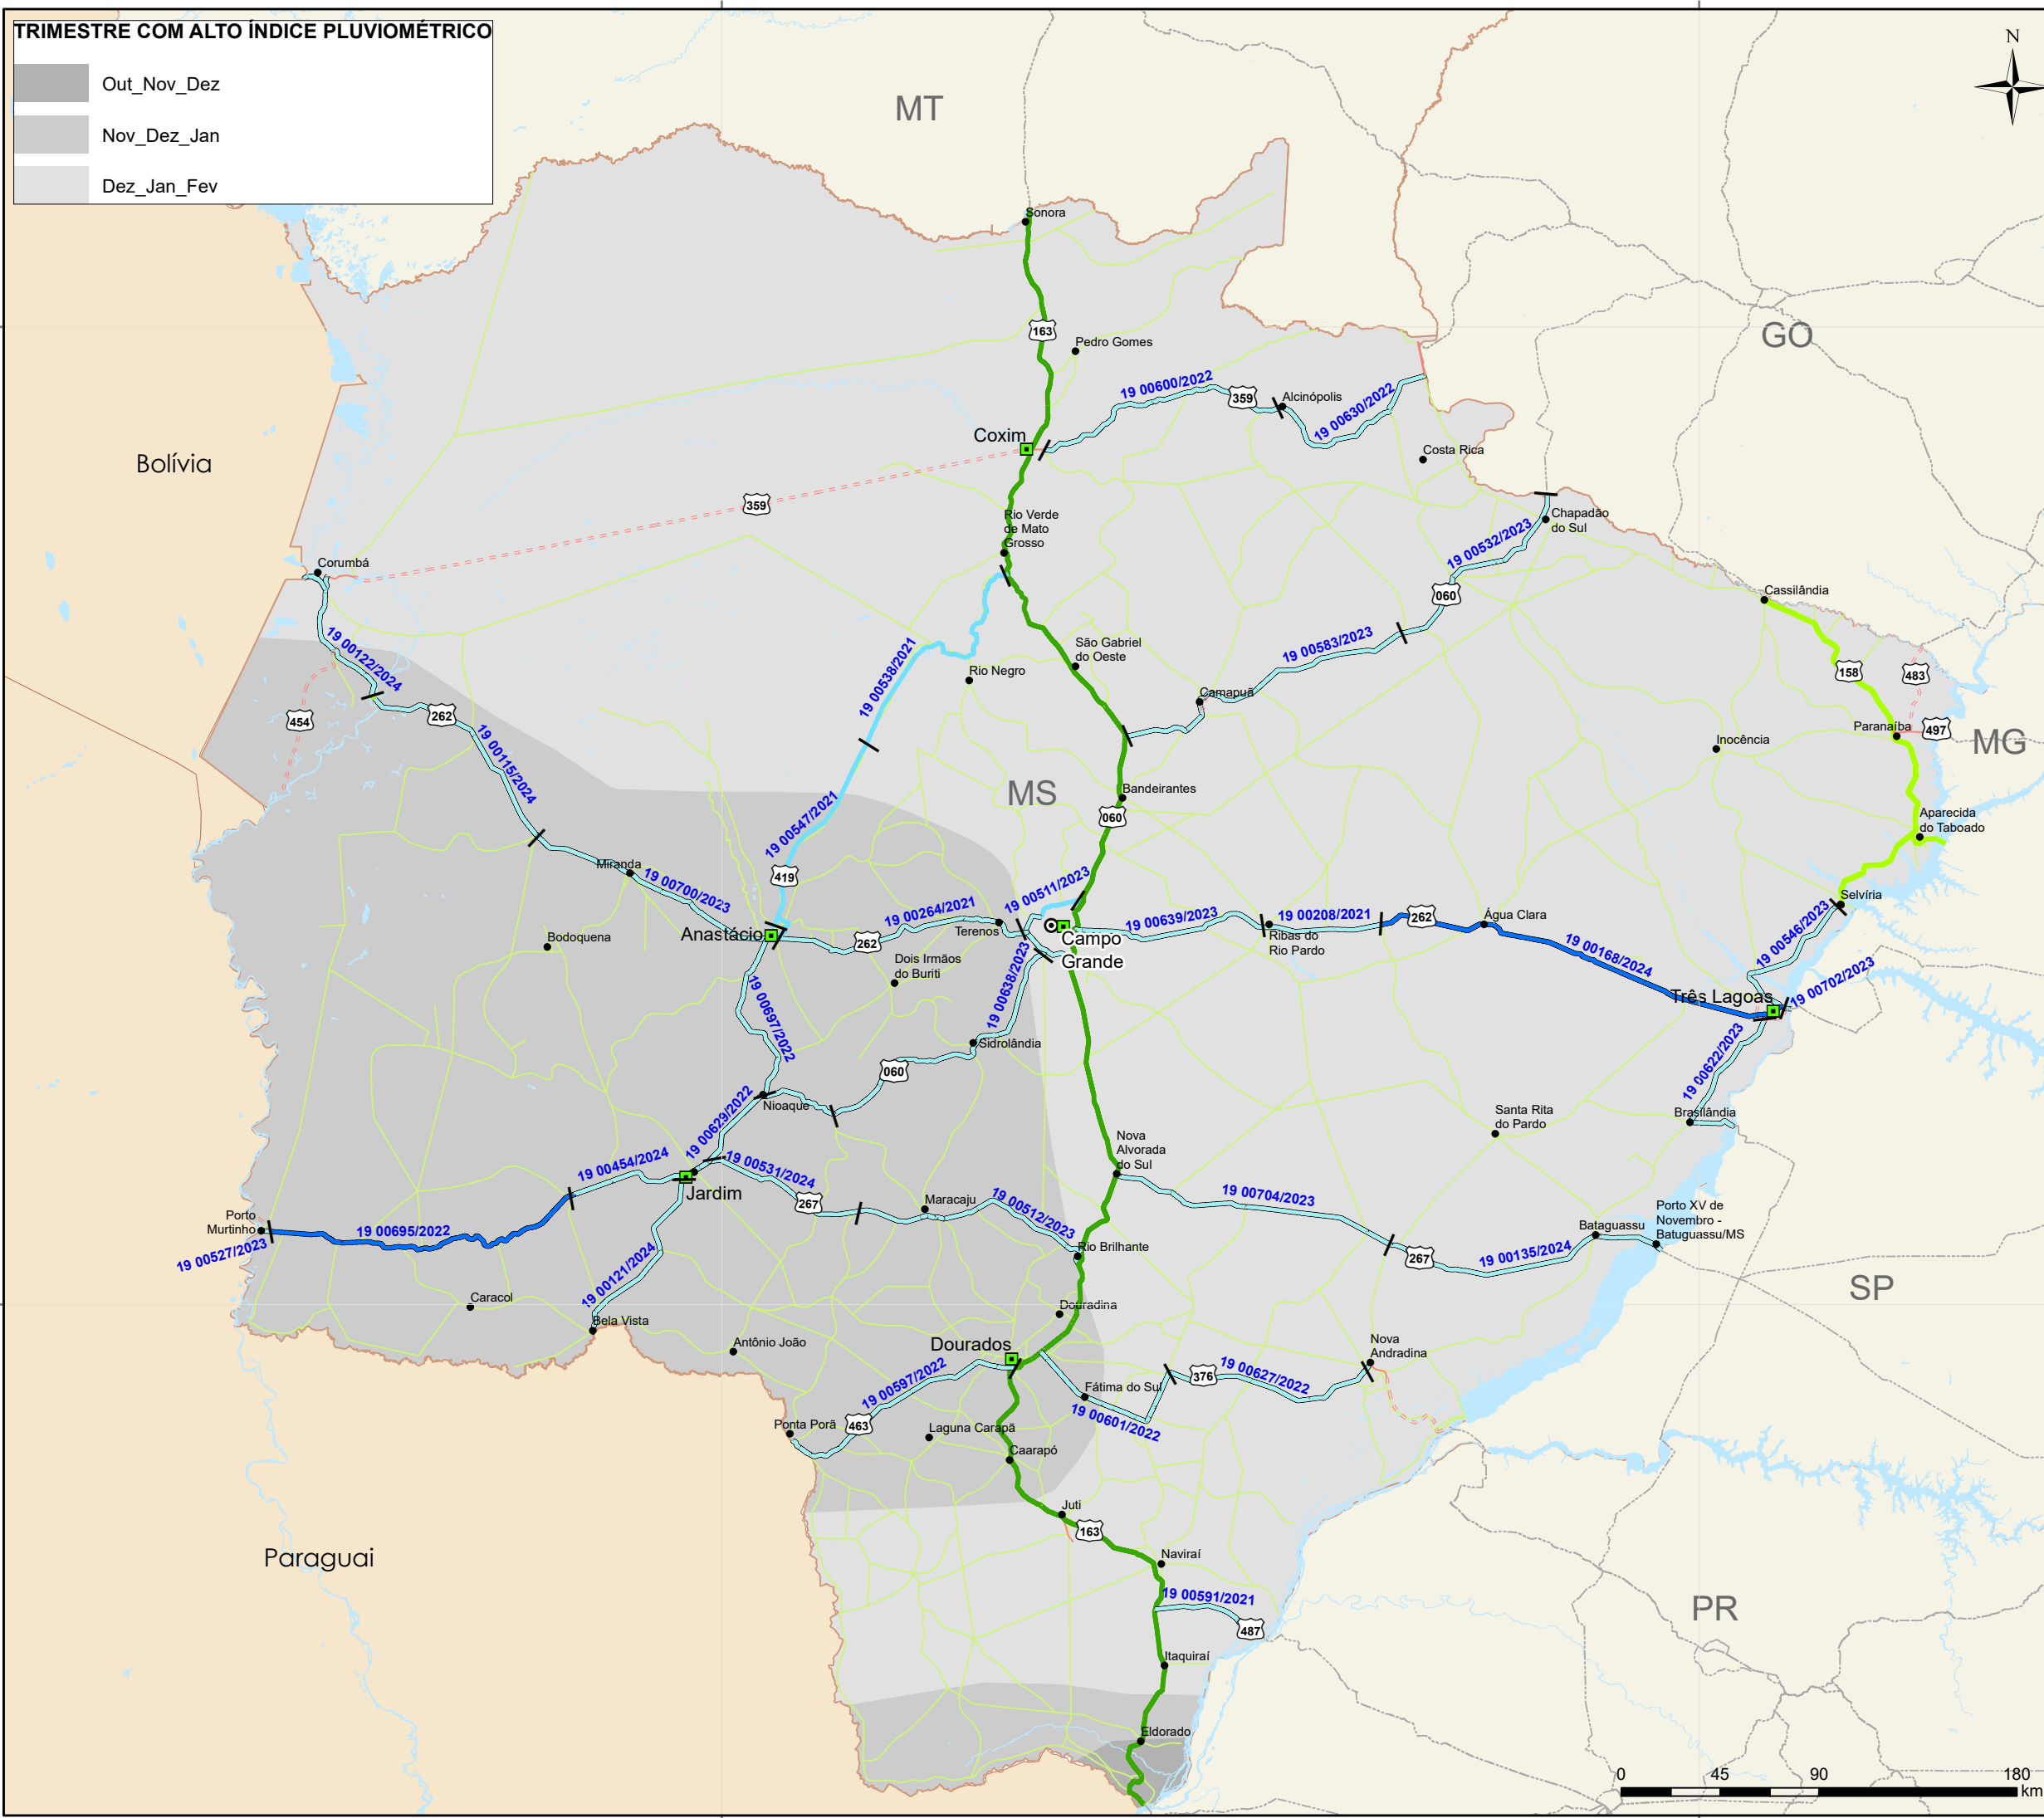 TRIMESTRE COM ALTO ÍNDICE PLUVIOMÉTRICO
Out_Nov_Dez
Nov_Dez_Jan
Dez_Jan_Fev
N
MT
GO
MG
SP
PR
MS
Bolívia
Paraguai
Sonora
163
Pedro Gomes
19 00600/2022
359
Alcinópolis
19 00630/2022
Coxim
Costa Rica
359
Rio Verde
de Mato
Grosso
Chapadão
do Sul
19 00532/2023
060
Corumbá
Cassilândia
19 00122/2024
19 00583/2023
São Gabriel
do Oeste
19 00538/2021
Rio Negro
Camapuã
158
483
454
262
497
Paranaíba
Inocência
19 00115/2024
Bandeirantes
060
19 00547/2021
Aparecida
do Taboado
Miranda
419
19 00700/2023
19 00511/2023
19 00264/2021
19 00639/2023
19 00208/2021
262
Água Clara
Selvíria
Terenos
Anastácio
262
Campo
Grande
Ribas do
Rio Pardo
19 00546/2023
19 00168/2024
Bodoquena
Dois Irmãos
do Buriti
19 00638/2023
19 00702/2023
Três Lagoas
19 00697/2022
Sidrolândia
060
19 00622/2023
Nioaque
19 00629/2022
Brasilândia
Santa Rita
do Pardo
Nova
Alvorada
do Sul
19 00454/2024
19 00531/2024
Jardim
267
Maracaju
19 00512/2023
19 00704/2023
Porto
Murtinho
19 00695/2022
19 00527/2023
Rio Brilhante
Bataguassu
Porto XV de
Novembro -
Batuguassu/MS
267
19 00135/2024
19 00121/2024
Caracol
Bela Vista
Douradina
Antônio João
Dourados
Nova
Andradina
19 00597/2022
376
19 00627/2022
Fátima do Sul
19 00601/2022
Ponta Porã
463
Laguna Carapã
Caarapó
Juti
163
Naviraí
19 00591/2021
487
Itaquiraí
Eldorado
0 45 90 180
km